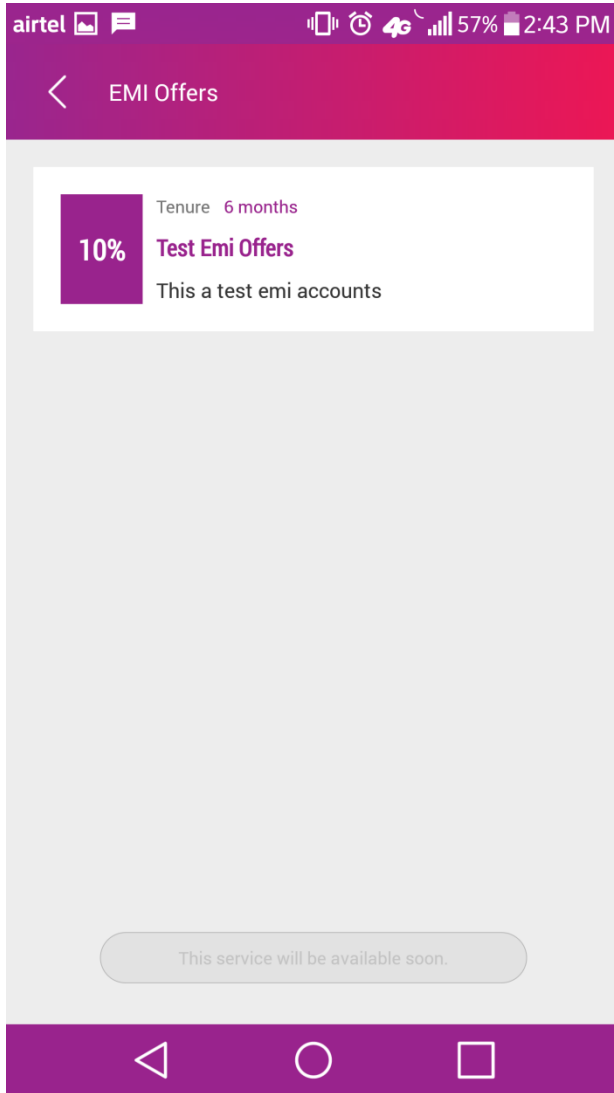 airtel 4G 57% 2:43 PM
EMI Offers
Tenure 6 months
10%
Test Emi Offers
This a test emi accounts
This service will be available soon.